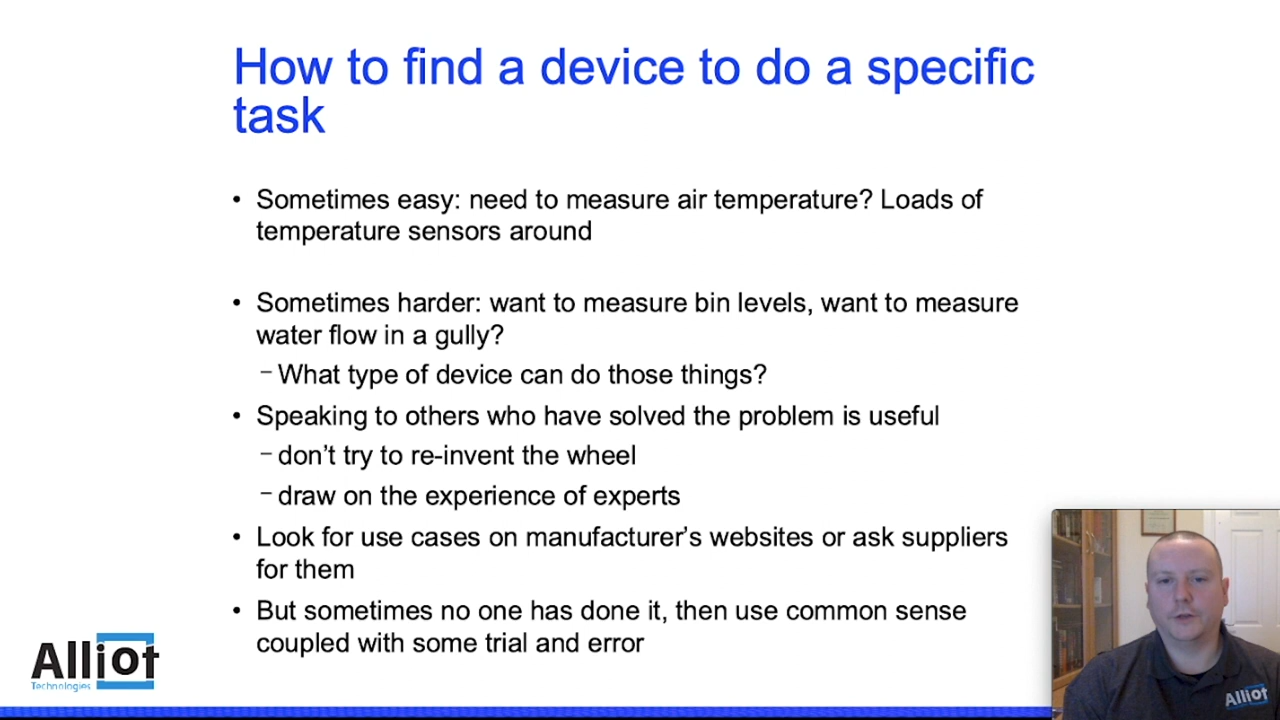 How to find a device to do a specific
task
• Sometimes easy: need to measure air temperature? Loads of
temperature sensors around
• Sometimes harder: want to measure bin levels, want to measure
water flow in a gully?
– What type of device can do those things?
• Speaking to others who have solved the problem is useful
– don’t try to re-invent the wheel
– draw on the experience of experts
• Look for use cases on manufacturer’s websites or ask suppliers
for them
• But sometimes no one has done it, then use common sense
coupled with some trial and error
Alliot
Technologies
Alliot